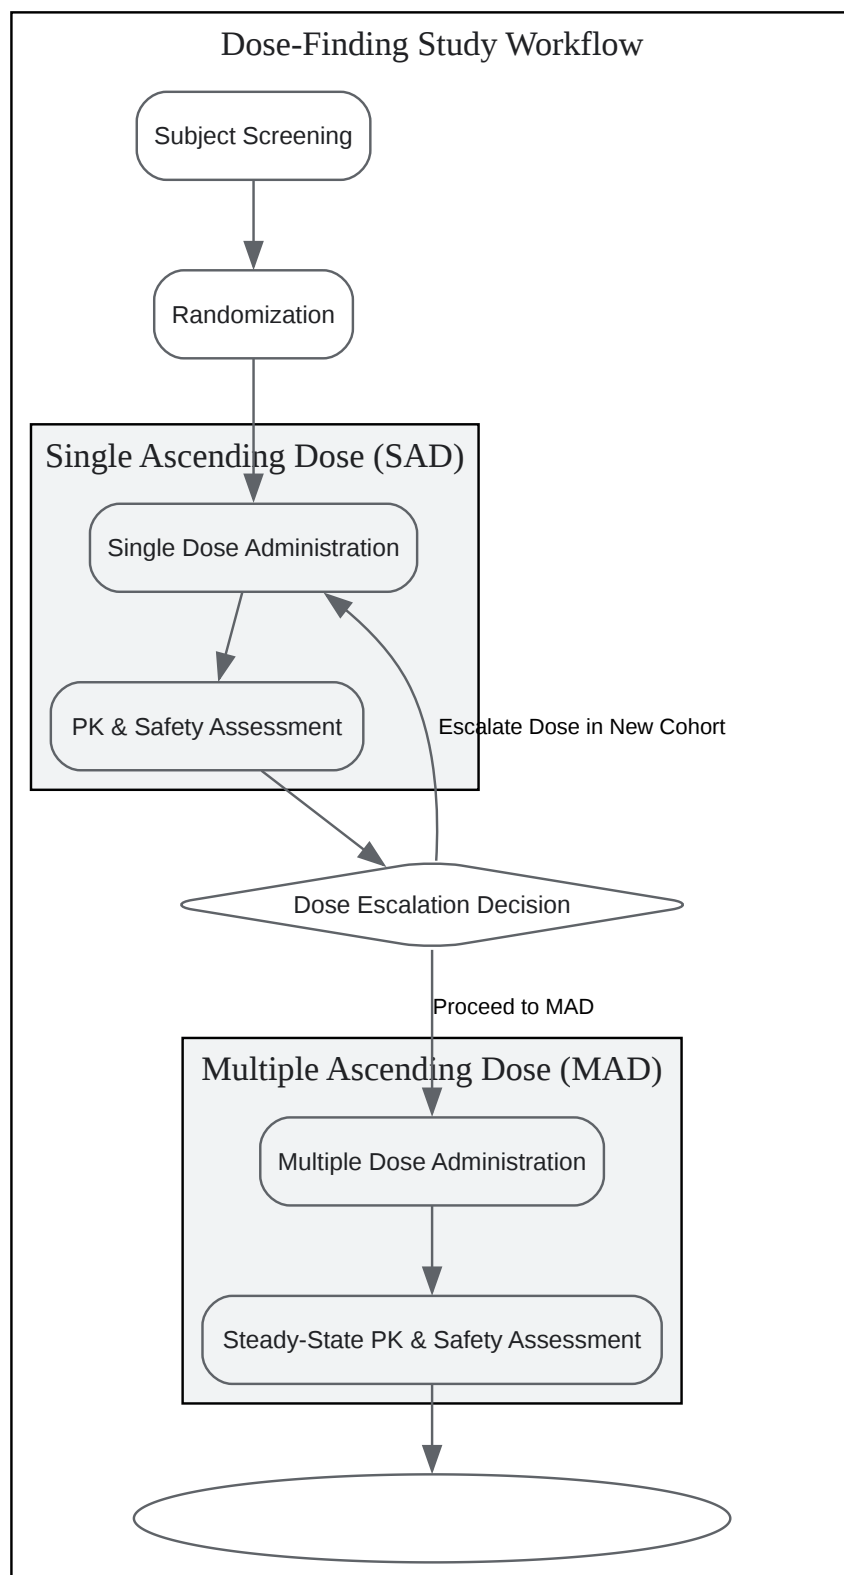 Dose-Finding Study Workflow
Subject Screening
Randomization
Single Ascending Dose (SAD)
Single Dose Administration
PK & Safety Assessment
Escalate Dose in New Cohort
Dose Escalation Decision
Proceed to MAD
Multiple Ascending Dose (MAD)
Multiple Dose Administration
Steady-State PK & Safety Assessment